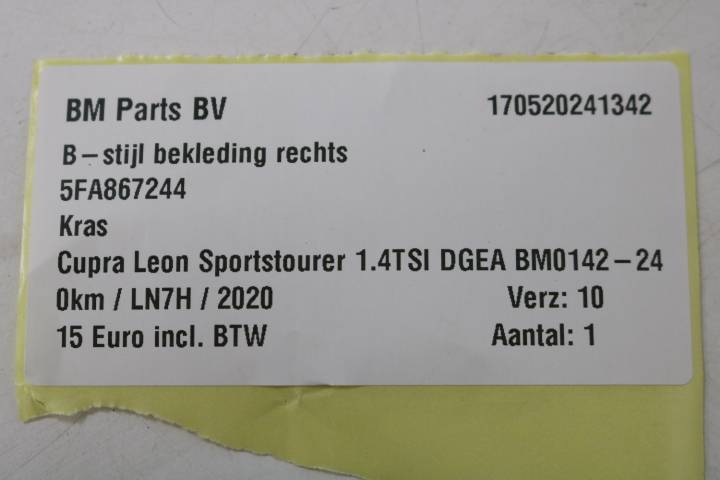 BM Parts BV 170520241342
B-stijl bekleding rechts
5FA867244
Kras
Cupra Leon Sportstourer 1.4TSI DGEA BM0142-24
0km / LN7H / 2020 Verz: 10
15 Euro incl. BTW Aantal: 1